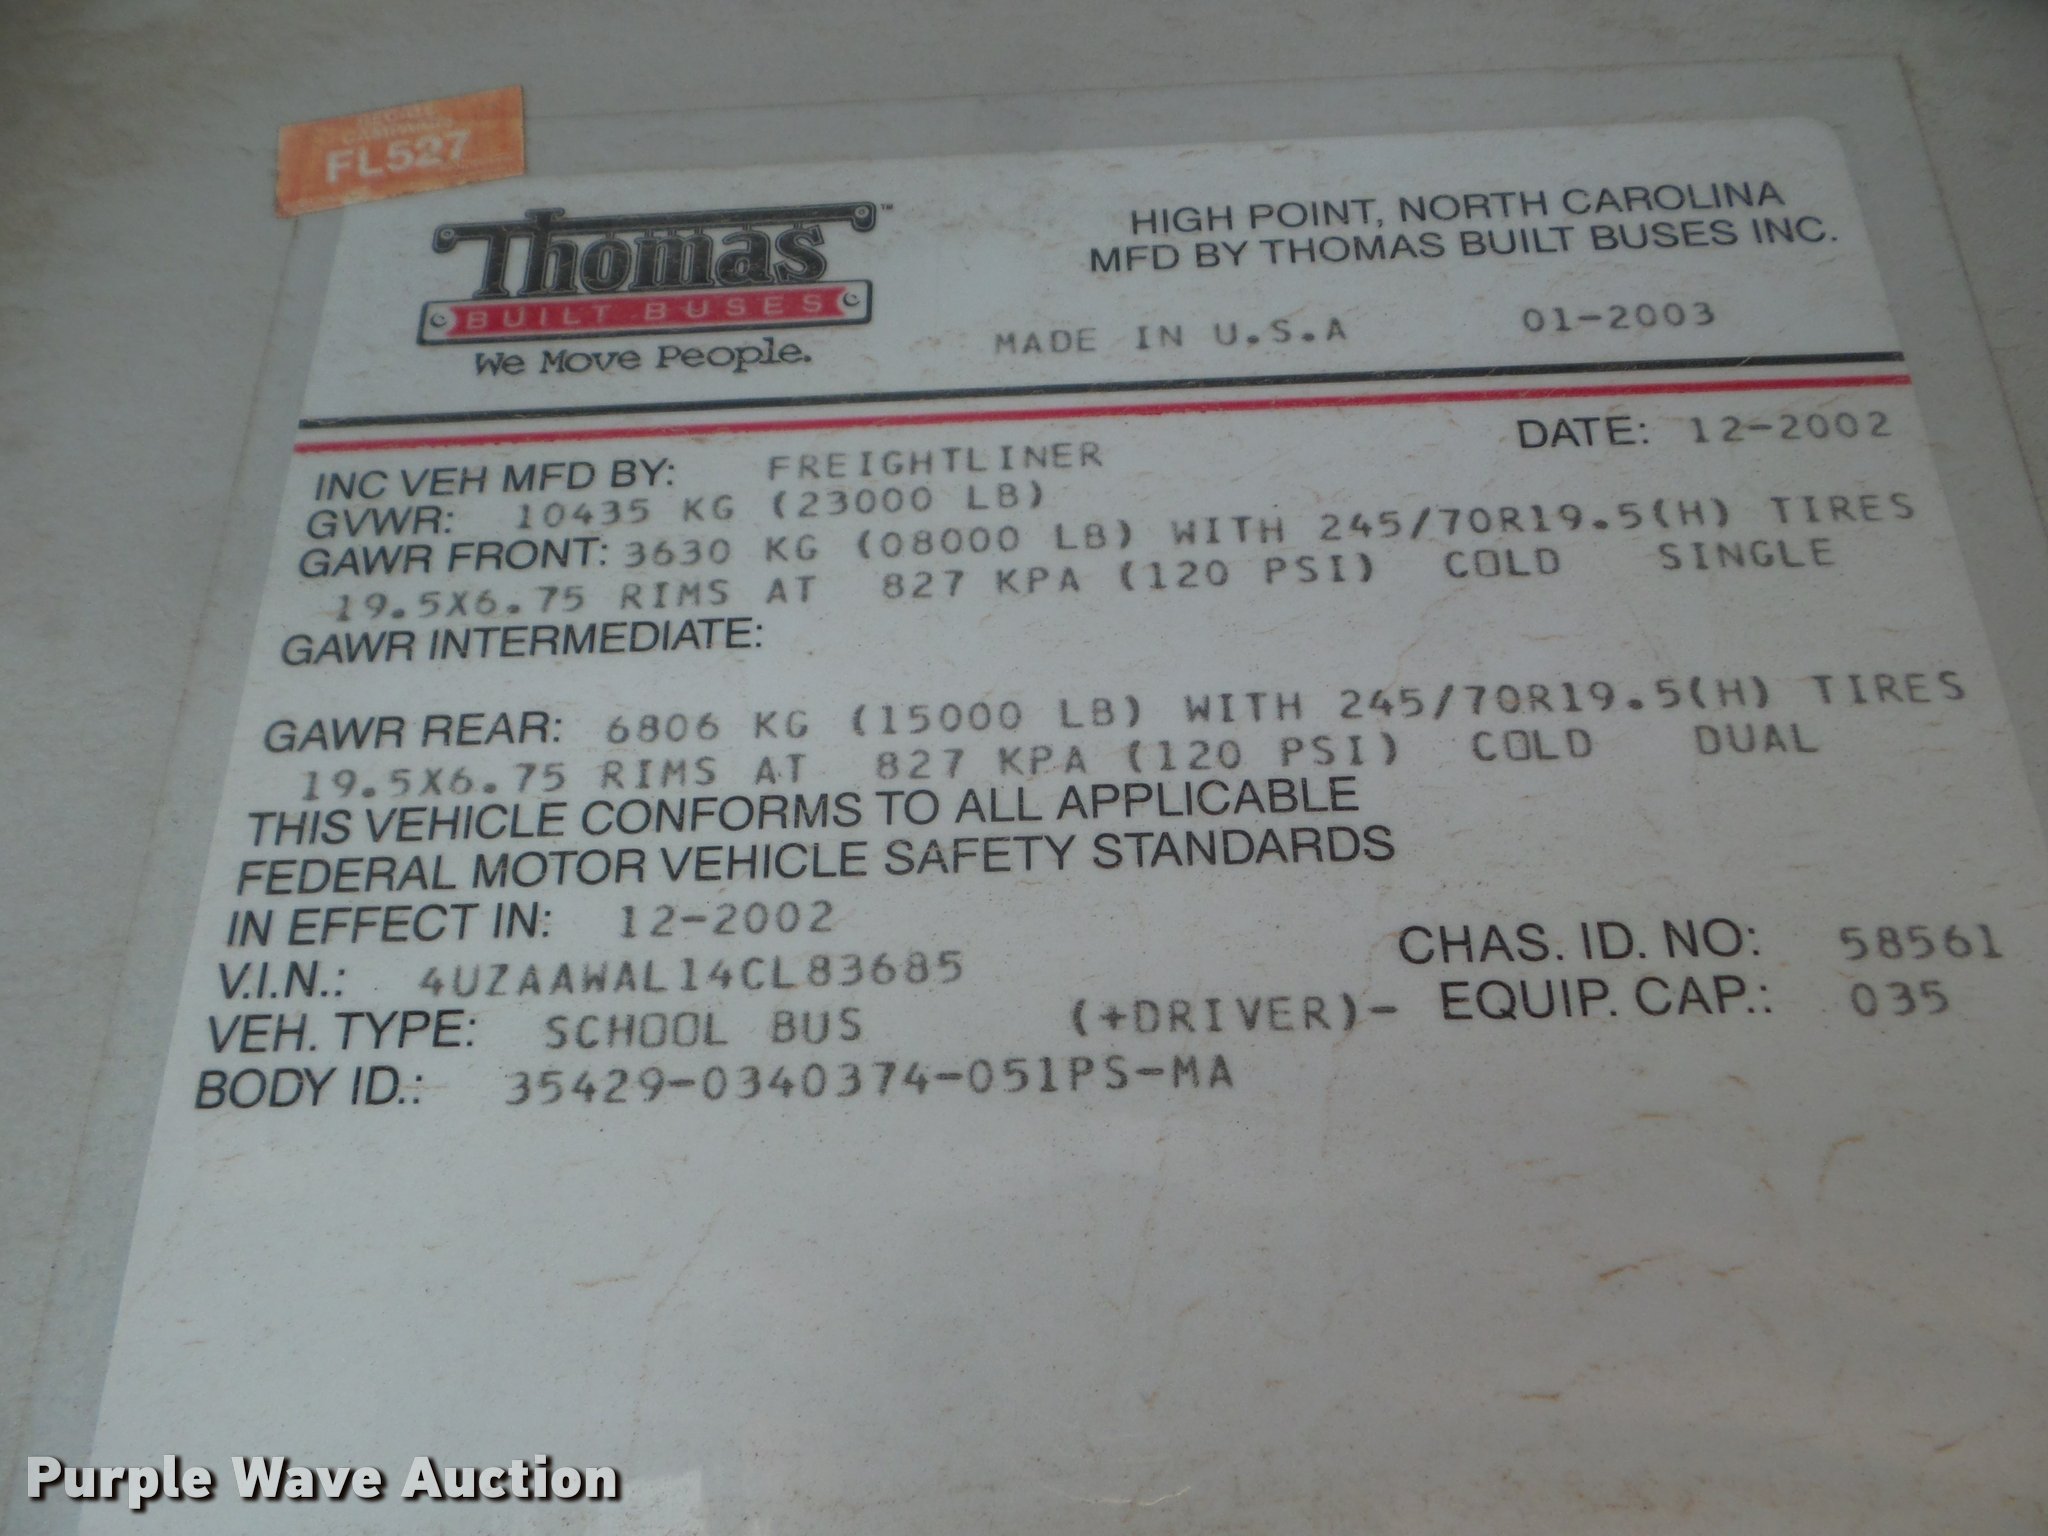 RECALL
CAMPAIGN
FL527
Thomas™
BUILT BUSES
We Move People.
HIGH POINT, NORTH CAROLINA
MFD BY THOMAS BUILT BUSES INC.
MADE IN U.S.A 01-2003
DATE: 12-2002
INC VEH MFD BY: FREIGHTLINER
GVWR: 10435 KG (23000 LB)
GAWR FRONT: 3630 KG (08000 LB) WITH 245/70R19.5(H) TIRES
19.5X6.75 RIMS AT 827 KPA (120 PSI) COLD SINGLE
GAWR INTERMEDIATE:
GAWR REAR: 6806 KG (15000 LB) WITH 245/70R19.5(H) TIRES
19.5X6.75 RIMS AT 827 KPA (120 PSI) COLD DUAL
THIS VEHICLE CONFORMS TO ALL APPLICABLE
FEDERAL MOTOR VEHICLE SAFETY STANDARDS
IN EFFECT IN: 12-2002
V.I.N.: 4UZAAWAL14CL83685 CHAS. ID. NO: 58561
VEH. TYPE: SCHOOL BUS (+DRIVER)- EQUIP. CAP.: 035
BODY ID.: 35429-0340374-051PS-MA
Purple Wave Auction